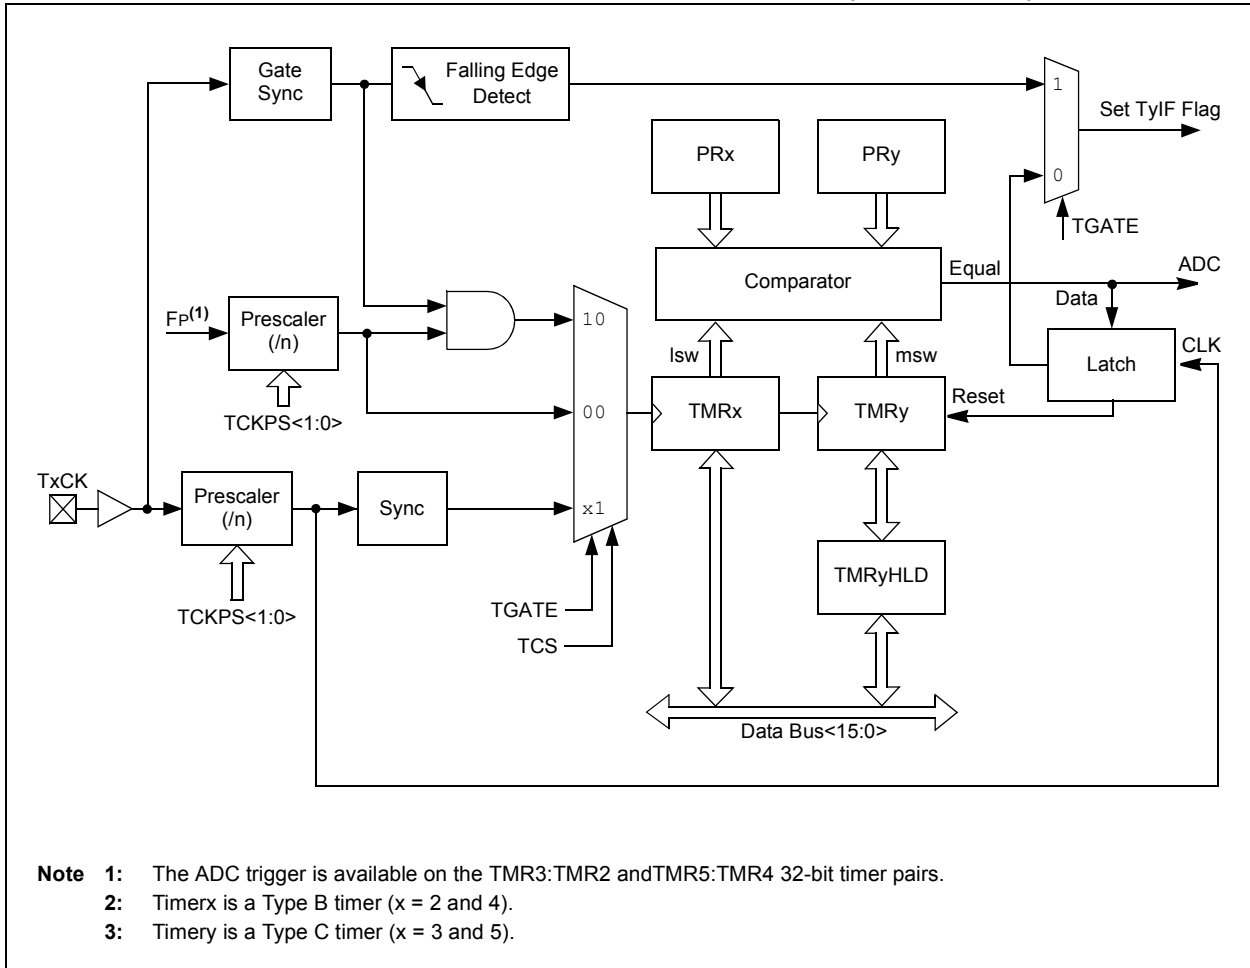 Gate
Sync
Falling Edge
Detect
1
Set TyIF Flag
PRx
PRy
0
TGATE
Comparator
Equal
ADC
Data
FP(1)
Prescaler
(/n)
10
lsw
msw
Latch
CLK
TCKPS<1:0>
00
TMRx
TMRy
Reset
TxCK
Prescaler
(/n)
Sync
x1
TMRyHLD
TCKPS<1:0>
TGATE
TCS
Data Bus<15:0>
Note 1: The ADC trigger is available on the TMR3:TMR2 andTMR5:TMR4 32-bit timer pairs.
2: Timerx is a Type B timer (x = 2 and 4).
3: Timery is a Type C timer (x = 3 and 5).